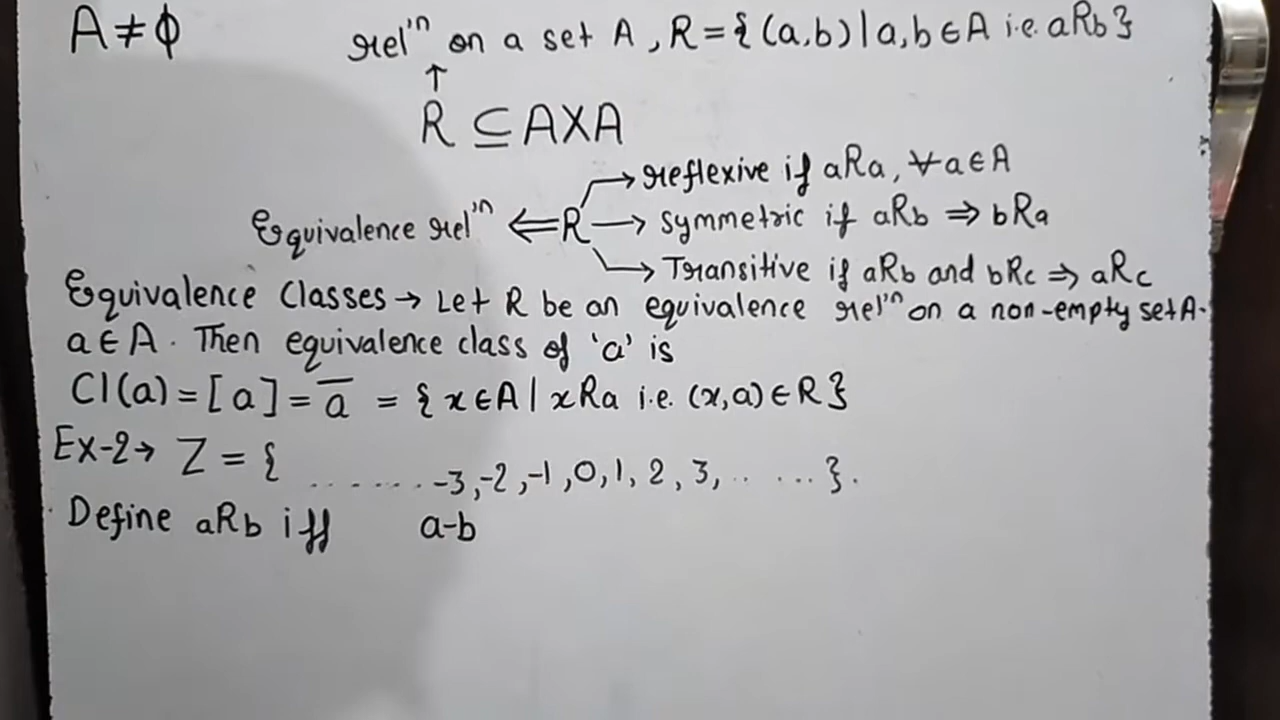 A ≠ ϕ rel'n on a set A, R = { (a,b) | a, b ∈ A i.e. aRb }
↑
R ⊆ A X A
→ reflexive if aRa, ∀ a ∈ A
Equivalence rel'n ⇐ R → symmetric if aRb ⇒ bRa
→ Transitive if aRb and bRc ⇒ aRc
Equivalence Classes → Let R be an equivalence rel'n on a non-empty set A.
a ∈ A. Then equivalence class of 'a' is
Cl(a) = [a] = a̅ = { x ∈ A | xRa i.e. (x,a) ∈ R }
Ex-2 → Z = { ....... -3, -2, -1, 0, 1, 2, 3, .. ... }.
Define aRb iff a-b